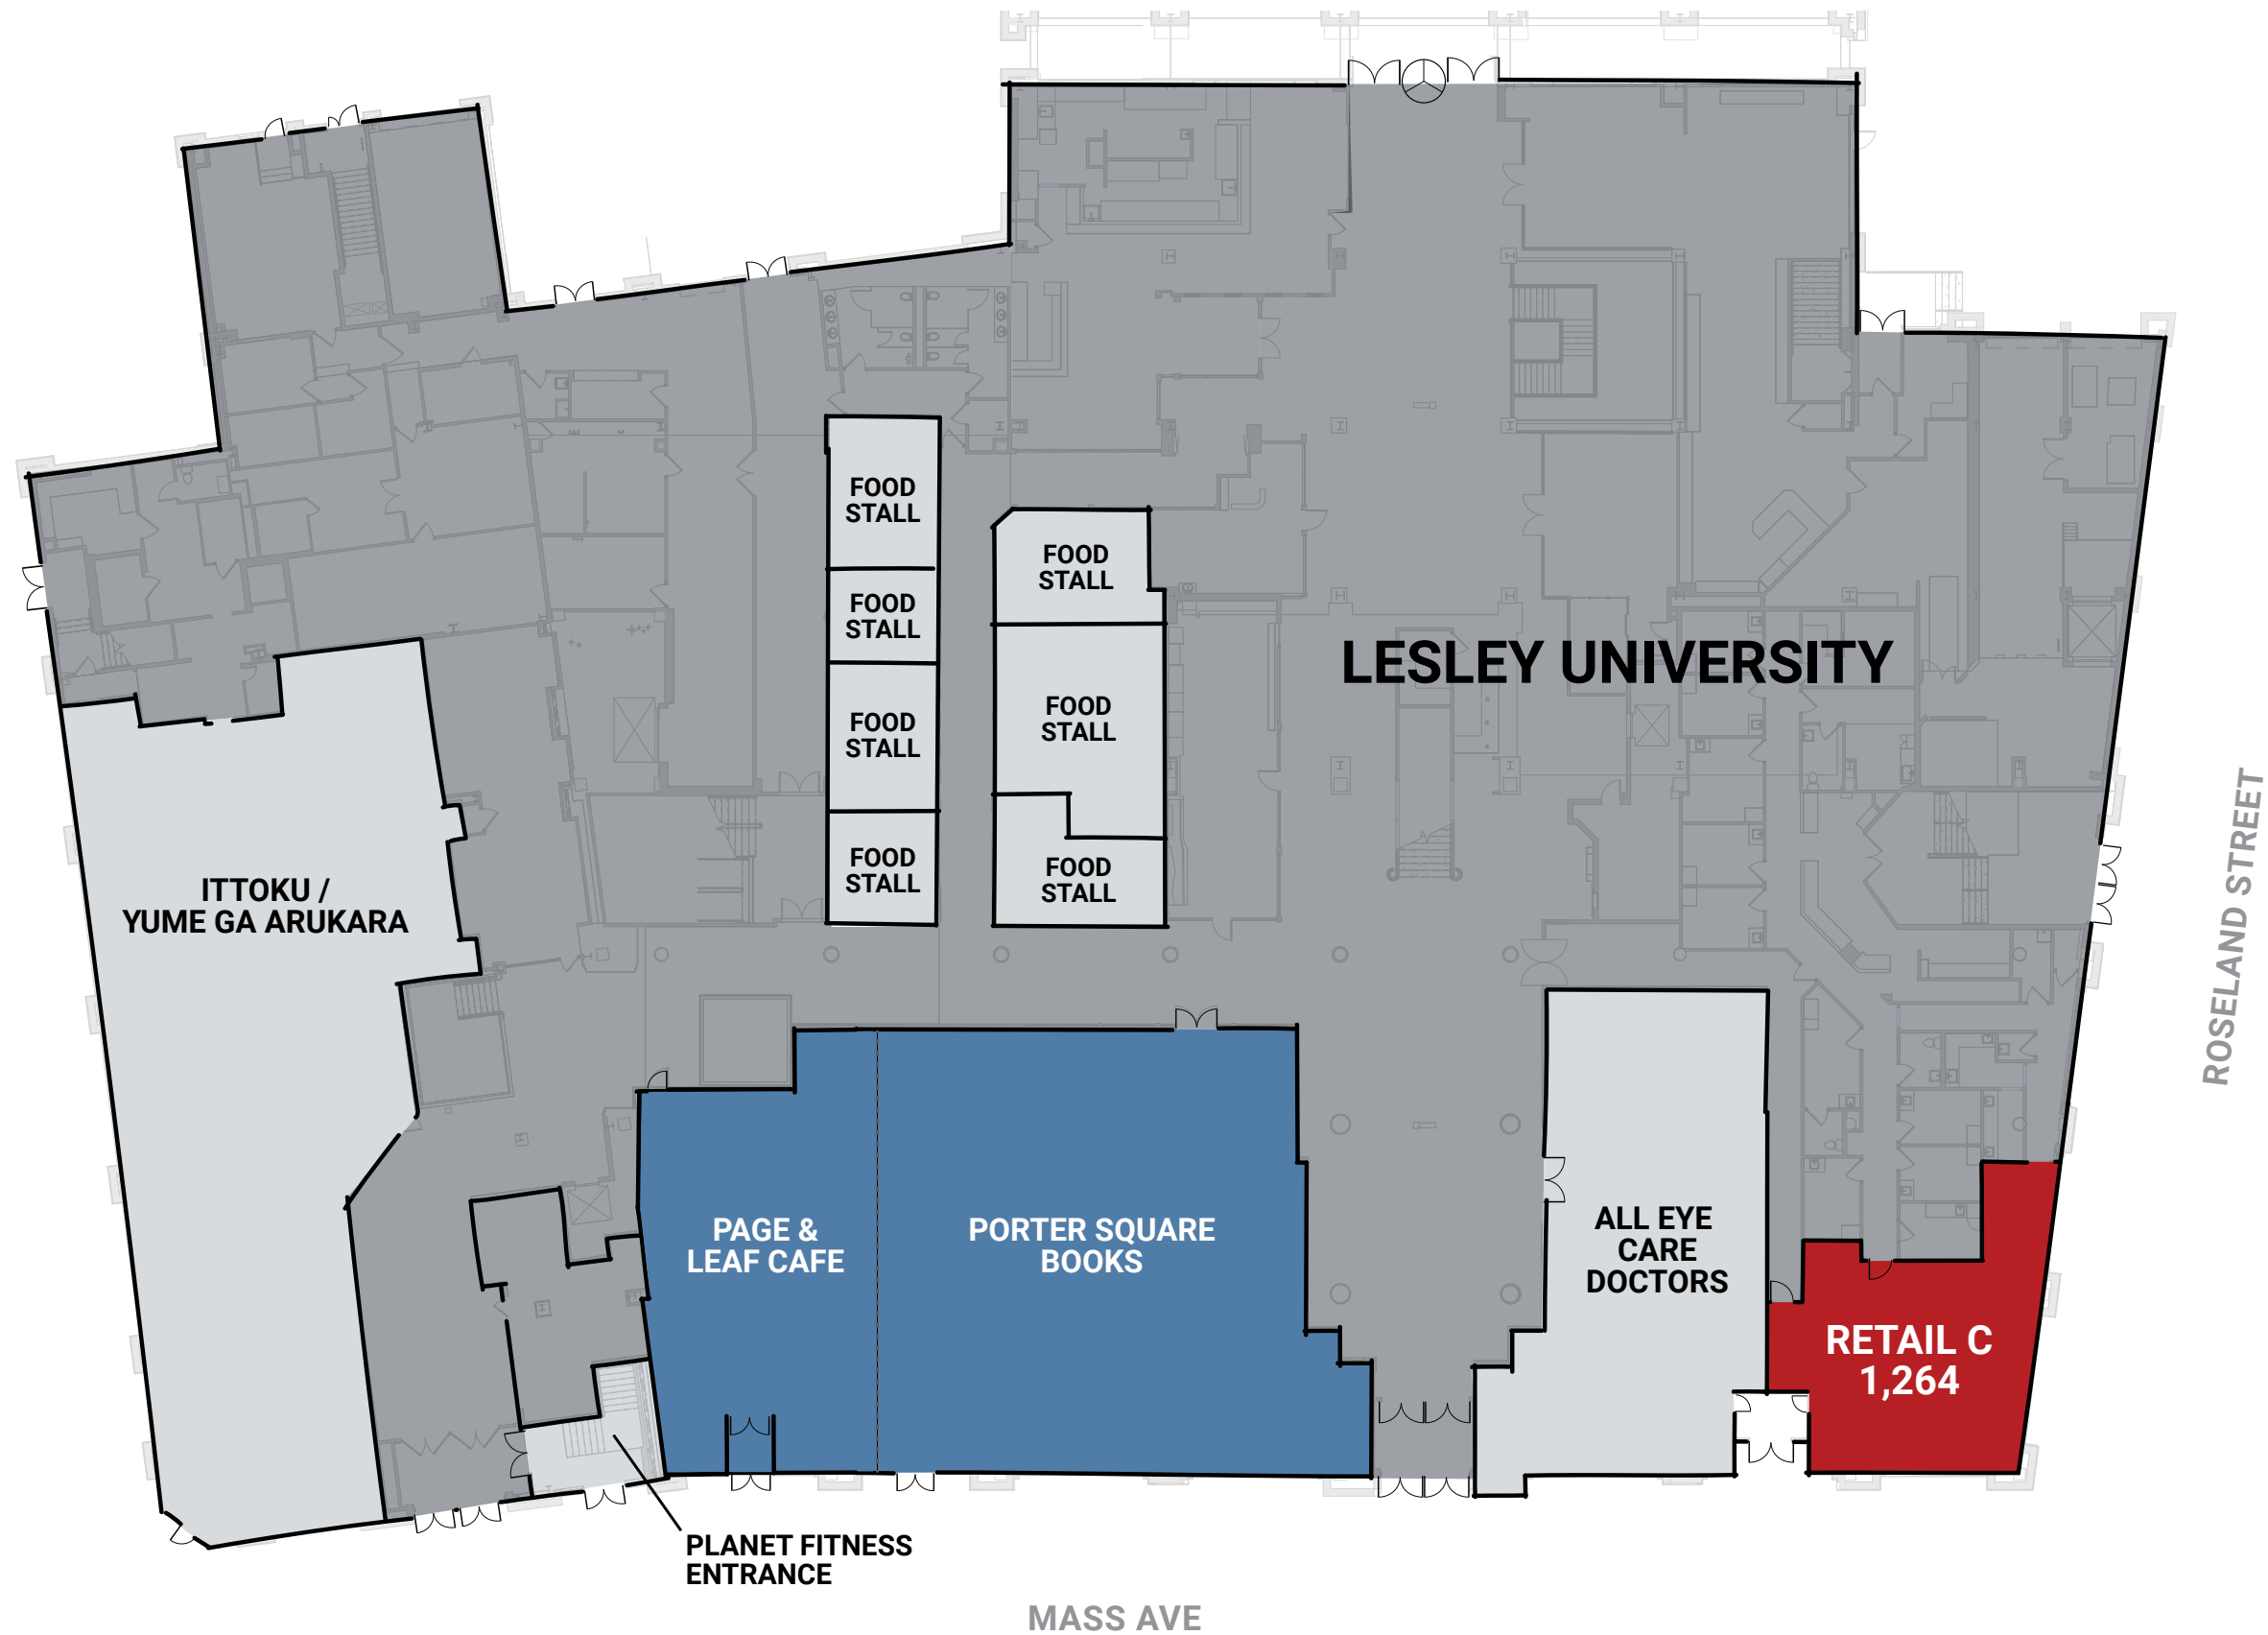 FOOD
STALL
FOOD
STALL
FOOD
STALL
FOOD
STALL
FOOD
STALL
FOOD
STALL
FOOD
STALL
LESLEY UNIVERSITY
ITTOKU /
YUME GA ARUKARA
PAGE &
LEAF CAFE
PORTER SQUARE
BOOKS
ALL EYE
CARE
DOCTORS
RETAIL C
1,264
ROSELAND STREET
PLANET FITNESS
ENTRANCE
MASS AVE